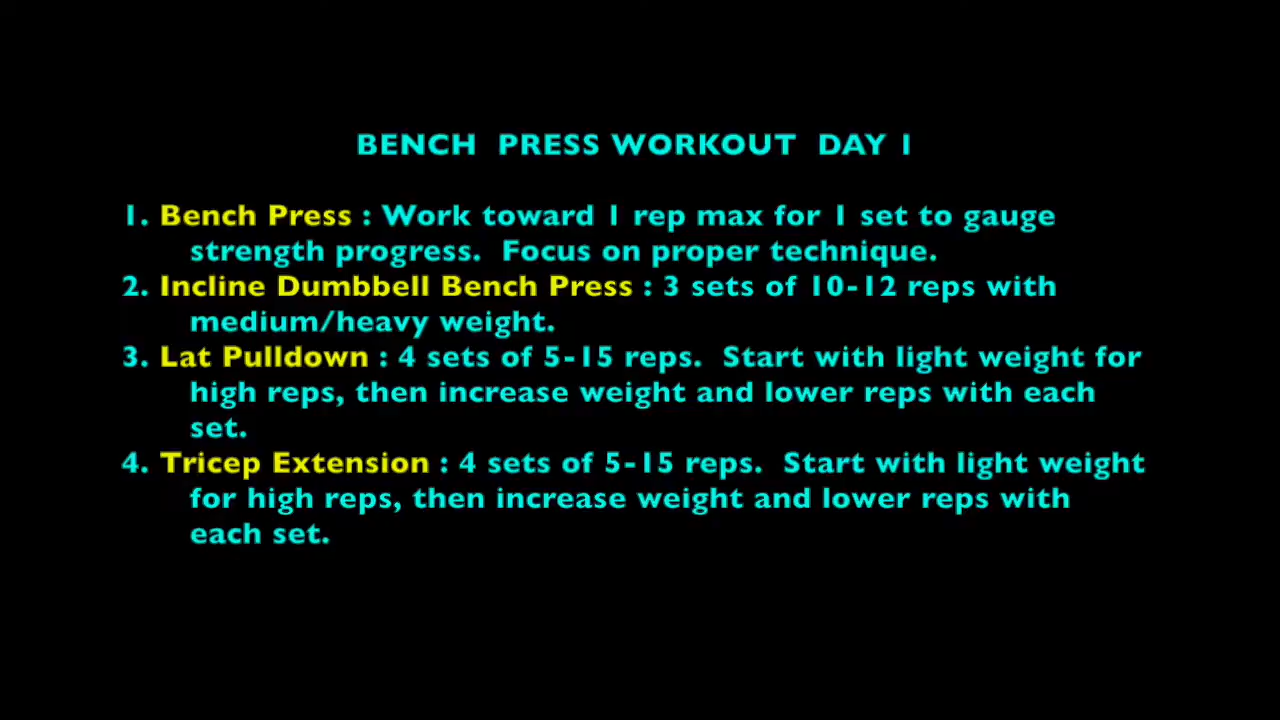 BENCH PRESS WORKOUT DAY 1
1. Bench Press : Work toward 1 rep max for 1 set to gauge
strength progress. Focus on proper technique.
2. Incline Dumbbell Bench Press : 3 sets of 10-12 reps with
medium/heavy weight.
3. Lat Pulldown : 4 sets of 5-15 reps. Start with light weight for
high reps, then increase weight and lower reps with each
set.
4. Tricep Extension : 4 sets of 5-15 reps. Start with light weight
for high reps, then increase weight and lower reps with
each set.